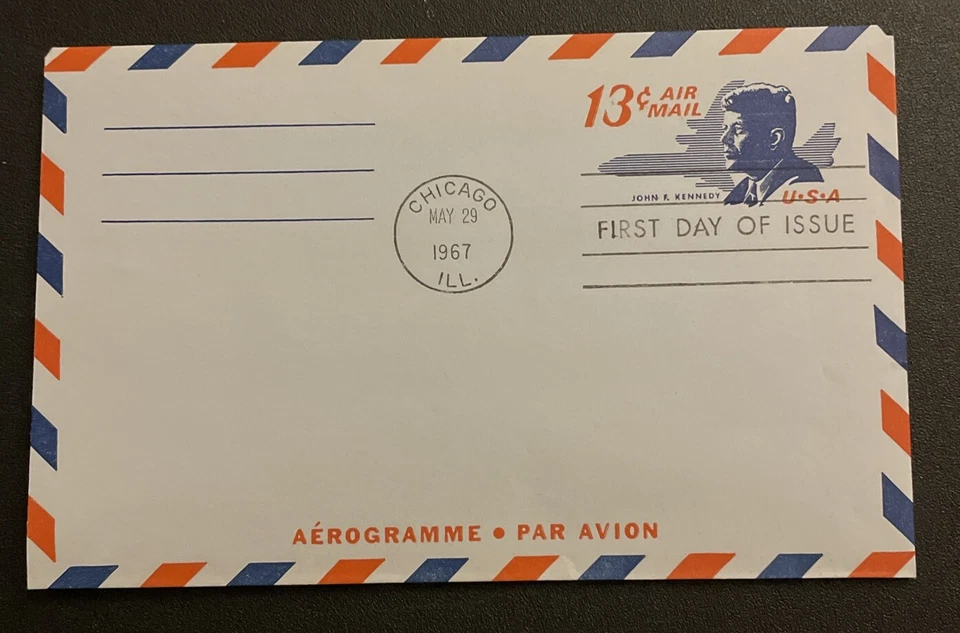 13¢ AIR MAIL
JOHN F. KENNEDY
U·S·A
CHICAGO
MAY 29
1967
ILL.
FIRST DAY OF ISSUE
AÉROGRAMME • PAR AVION